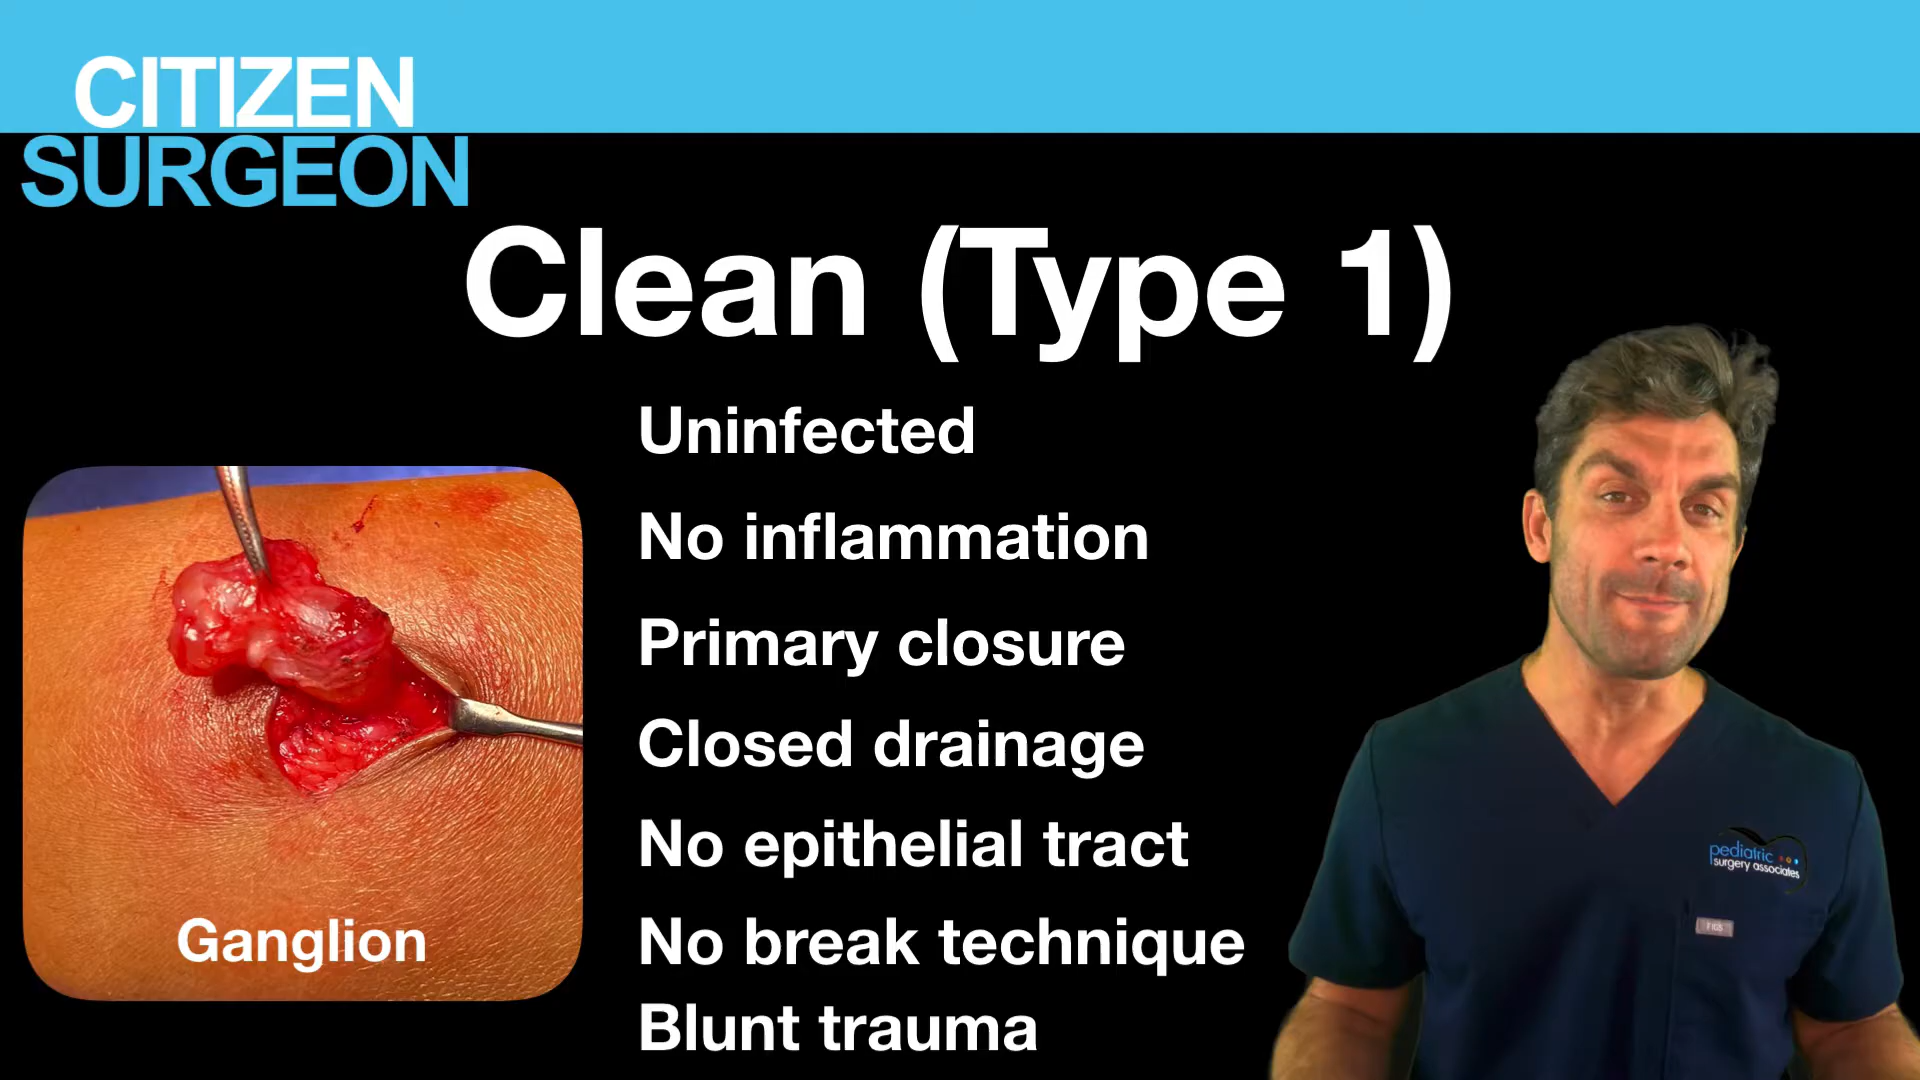 CITIZEN
SURGEON
Clean (Type 1)
Uninfected
No inflammation
Primary closure
Closed drainage
No epithelial tract
No break technique
Blunt trauma
Ganglion
pediatric
surgery associates
FIGS